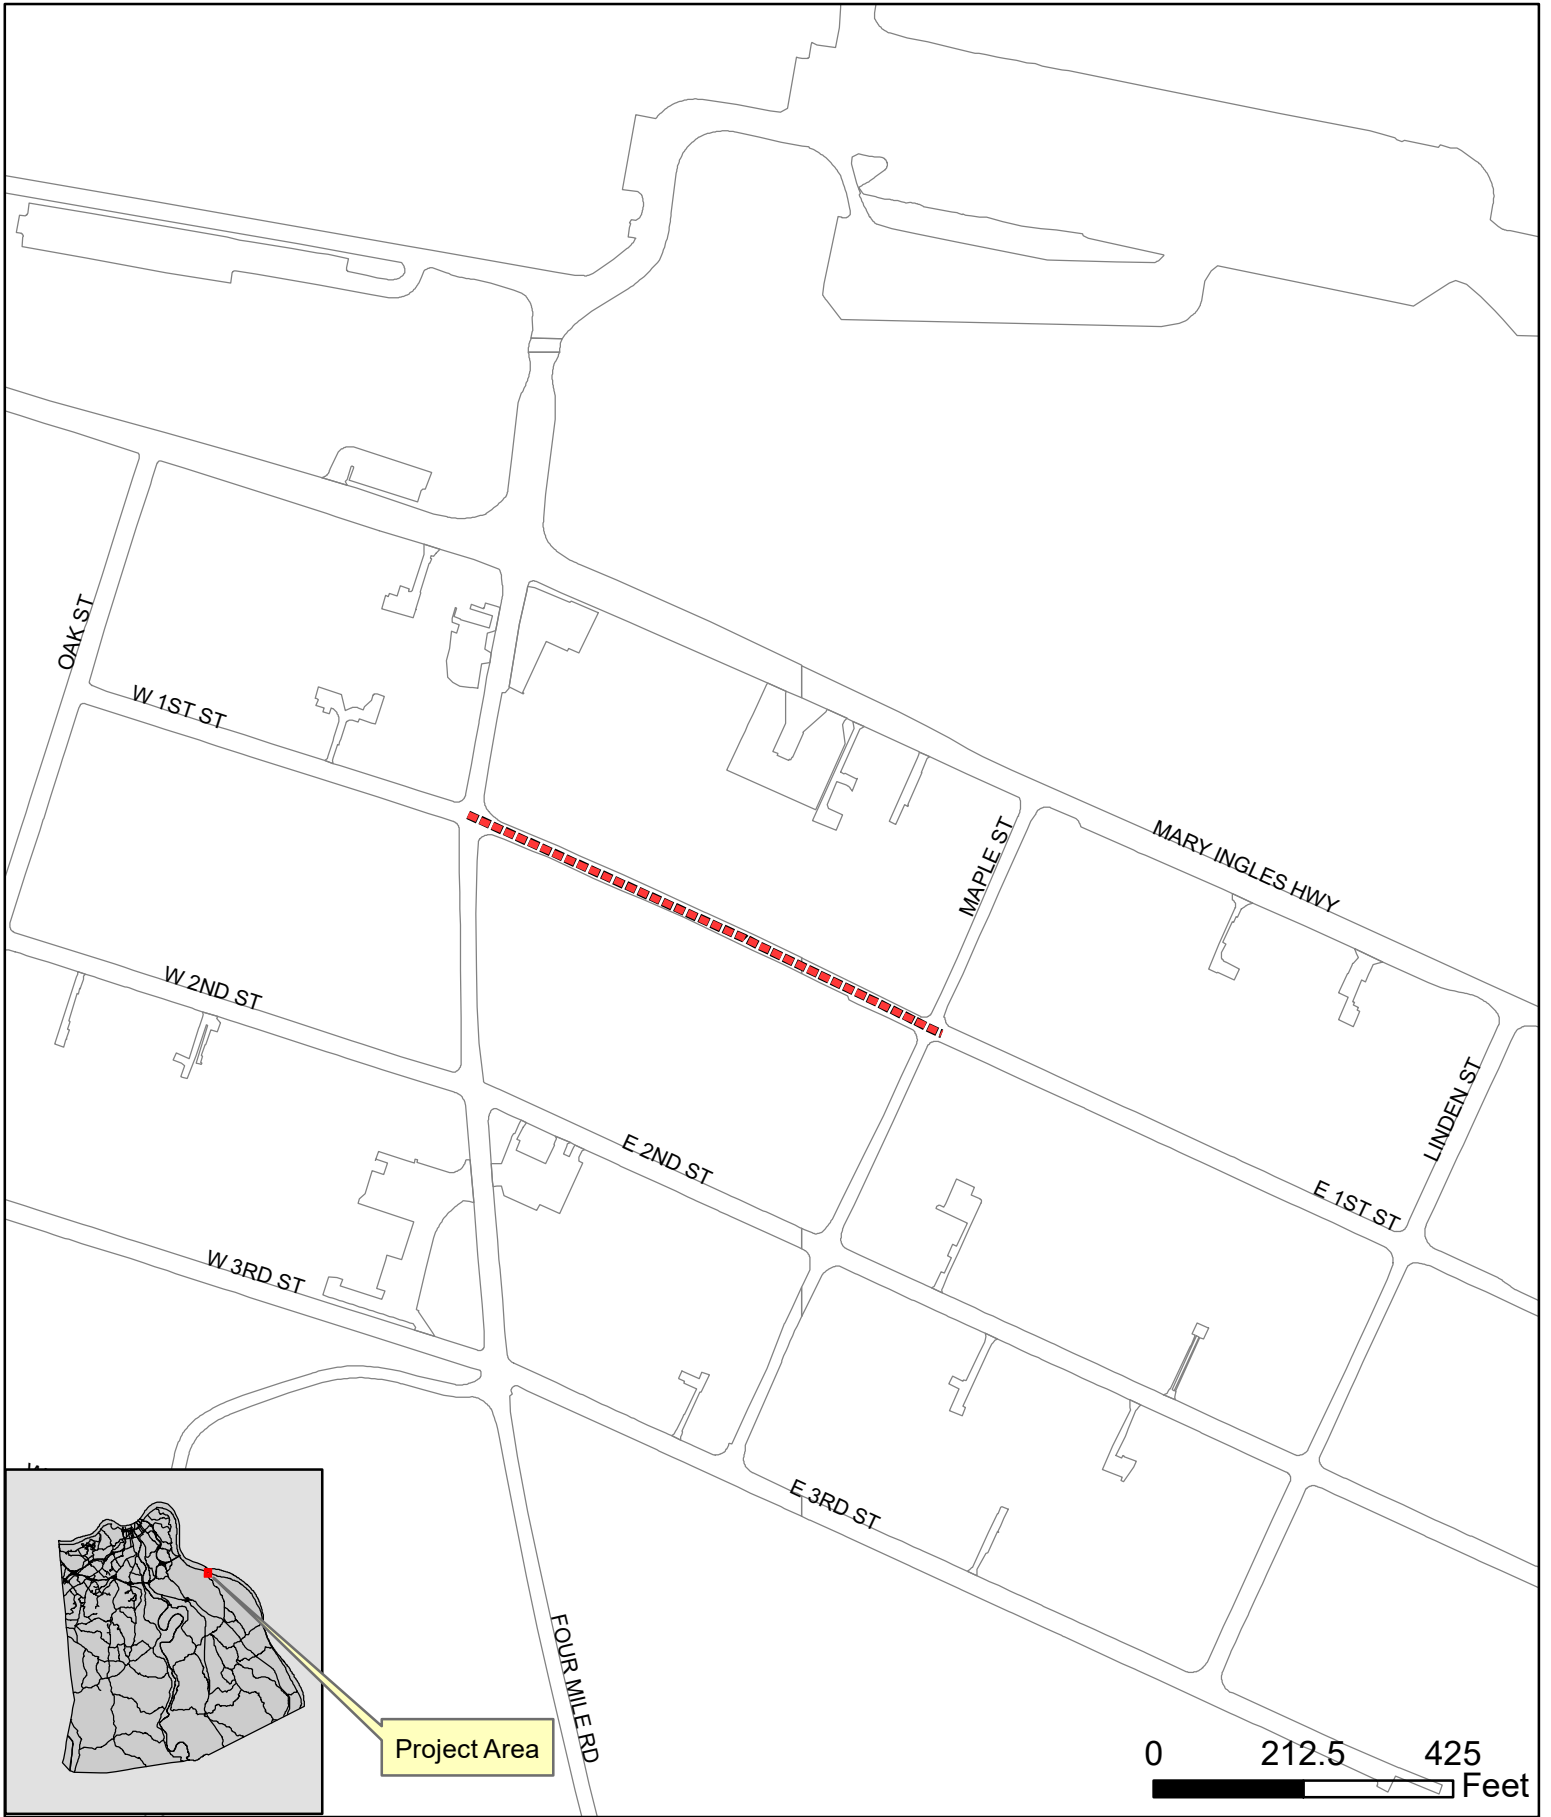 OAK ST
W 1ST ST
MAPLE ST
MARY INGLES HWY
W 2ND ST
LINDEN ST
E 2ND ST
E 1ST ST
W 3RD ST
E 3RD ST
FOUR MILE RD
Project Area
0 212.5 425
Feet